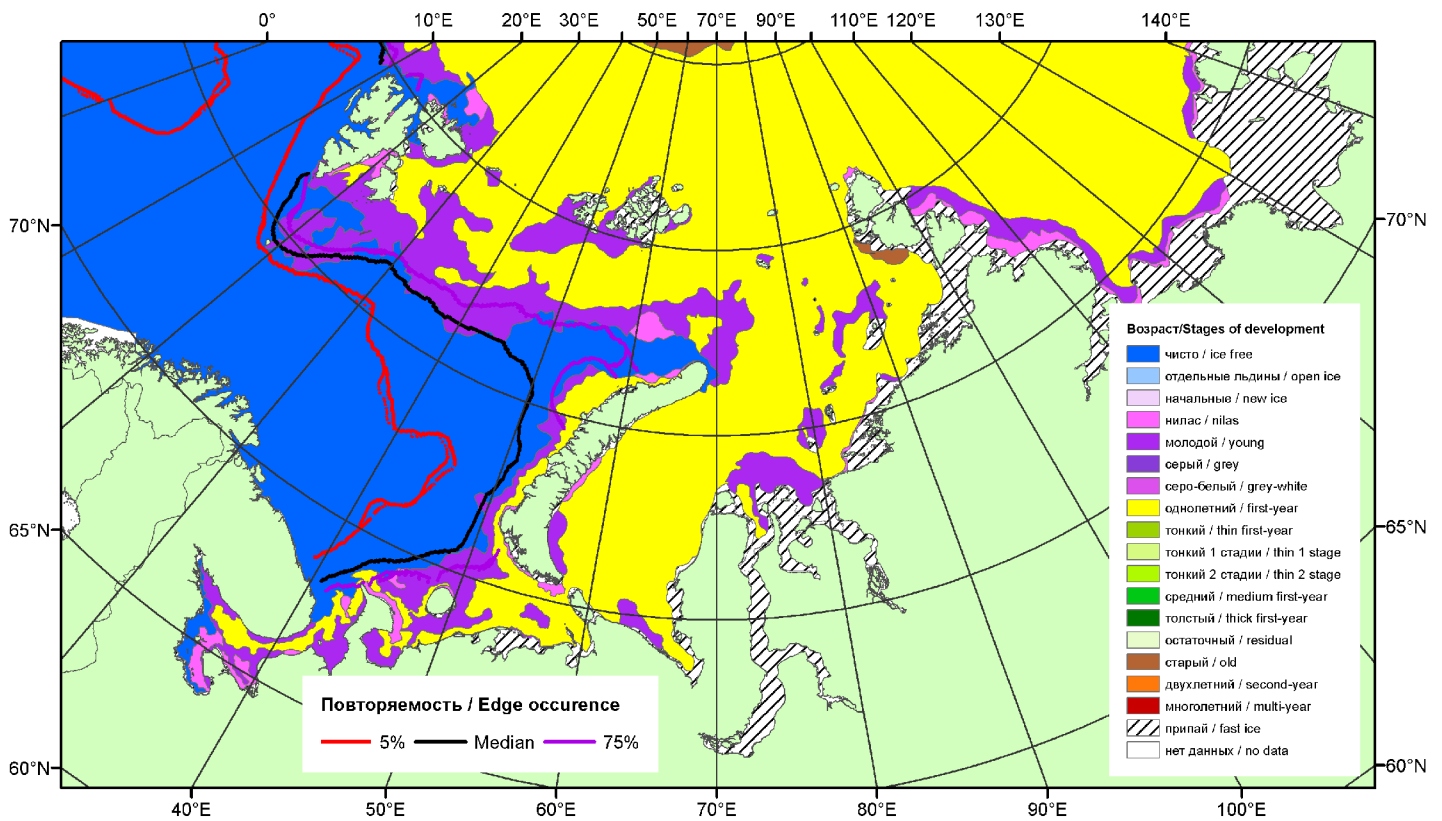 0° 10°E 20°E 30°E 50°E 70°E 90°E 110°E 120°E 130°E 140°E
70°N 70°N
Возраст/Stages of development
чисто / ice free
отдельные льдины / open ice
начальные / new ice
нилас / nilas
молодой / young
серый / grey
серо-белый / grey-white
однолетний / first-year
тонкий / thin first-year
тонкий 1 стадии / thin 1 stage
тонкий 2 стадии / thin 2 stage
средний / medium first-year
толстый / thick first-year
остаточный / residual
старый / old
двухлетний / second-year
многолетний / multi-year
припай / fast ice
нет данных / no data
65°N 65°N
Повторяемость / Edge occurence
5% Median 75%
60°N 60°N
40°E 50°E 60°E 70°E 80°E 90°E 100°E